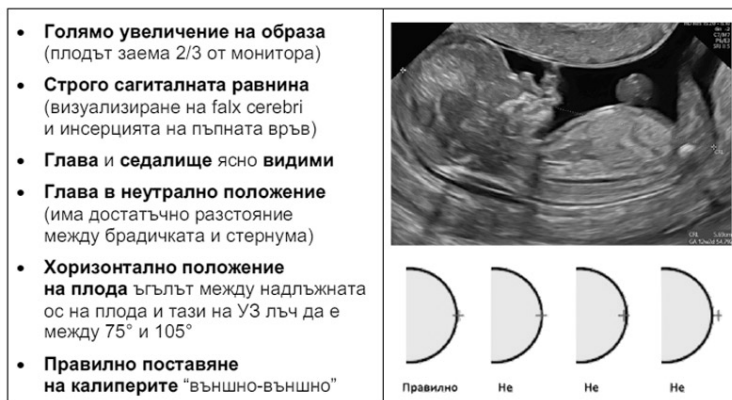 • Голямо увеличение на образа
(плодът заема 2/3 от монитора)
• Строго сагиталната равнина
(визуализиране на falx cerebri
и инсерцията на пъпната връв)
• Глава и седалище ясно видими
• Глава в неутрално положение
(има достатъчно разстояние
между брадичката и стернума)
• Хоризонтално положение
на плода ъгълът между надлъжната
ос на плода и тази на УЗ лъч да е
между 75° и 105°
• Правилно поставяне
на калиперите “външно-външно”
CRL
Правилно Не Не Не